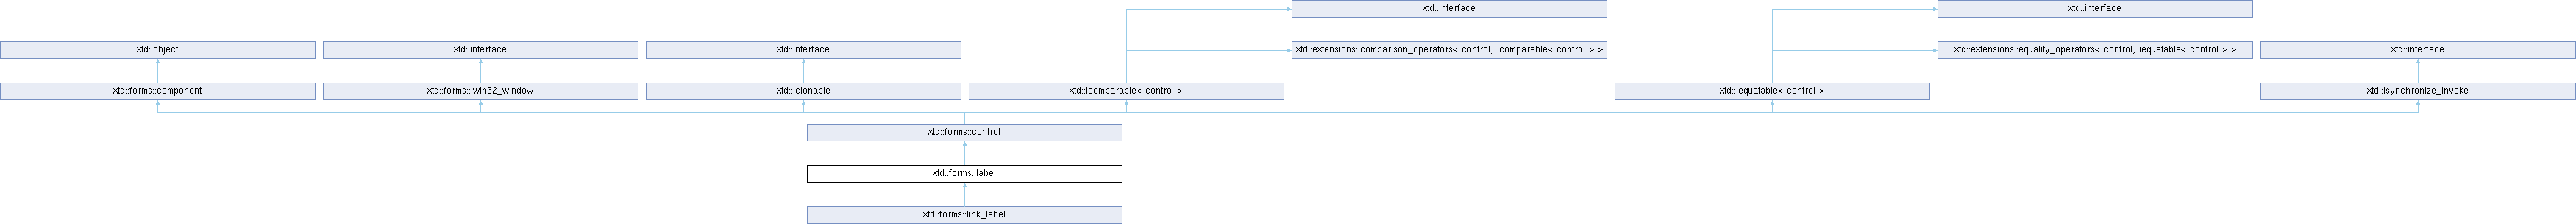 xtd::interface
xtd::interface
xtd::object
xtd::interface
xtd::interface
xtd::extensions::comparison_operators< control, icomparable< control > >
xtd::extensions::equality_operators< control, iequatable< control > >
xtd::interface
xtd::forms::component
xtd::forms::iwin32_window
xtd::iclonable
xtd::icomparable< control >
xtd::iequatable< control >
xtd::isynchronize_invoke
xtd::forms::control
xtd::forms::label
xtd::forms::link_label